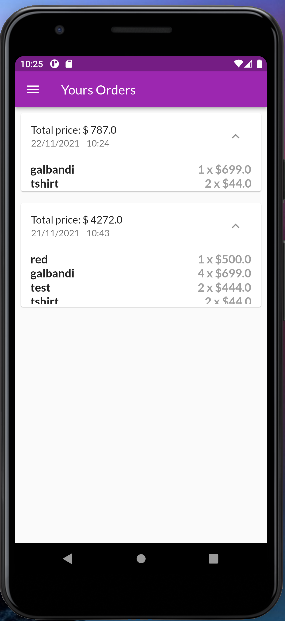 10:25
Yours Orders
Total price: $ 787.0
22/11/2021 10:24
galbandi 1 x $699.0
tshirt 2 x $44.0
Total price: $ 4272.0
21/11/2021 10:43
red 1 x $500.0
galbandi 4 x $699.0
test 2 x $444.0
tshirt 2 x $44.0